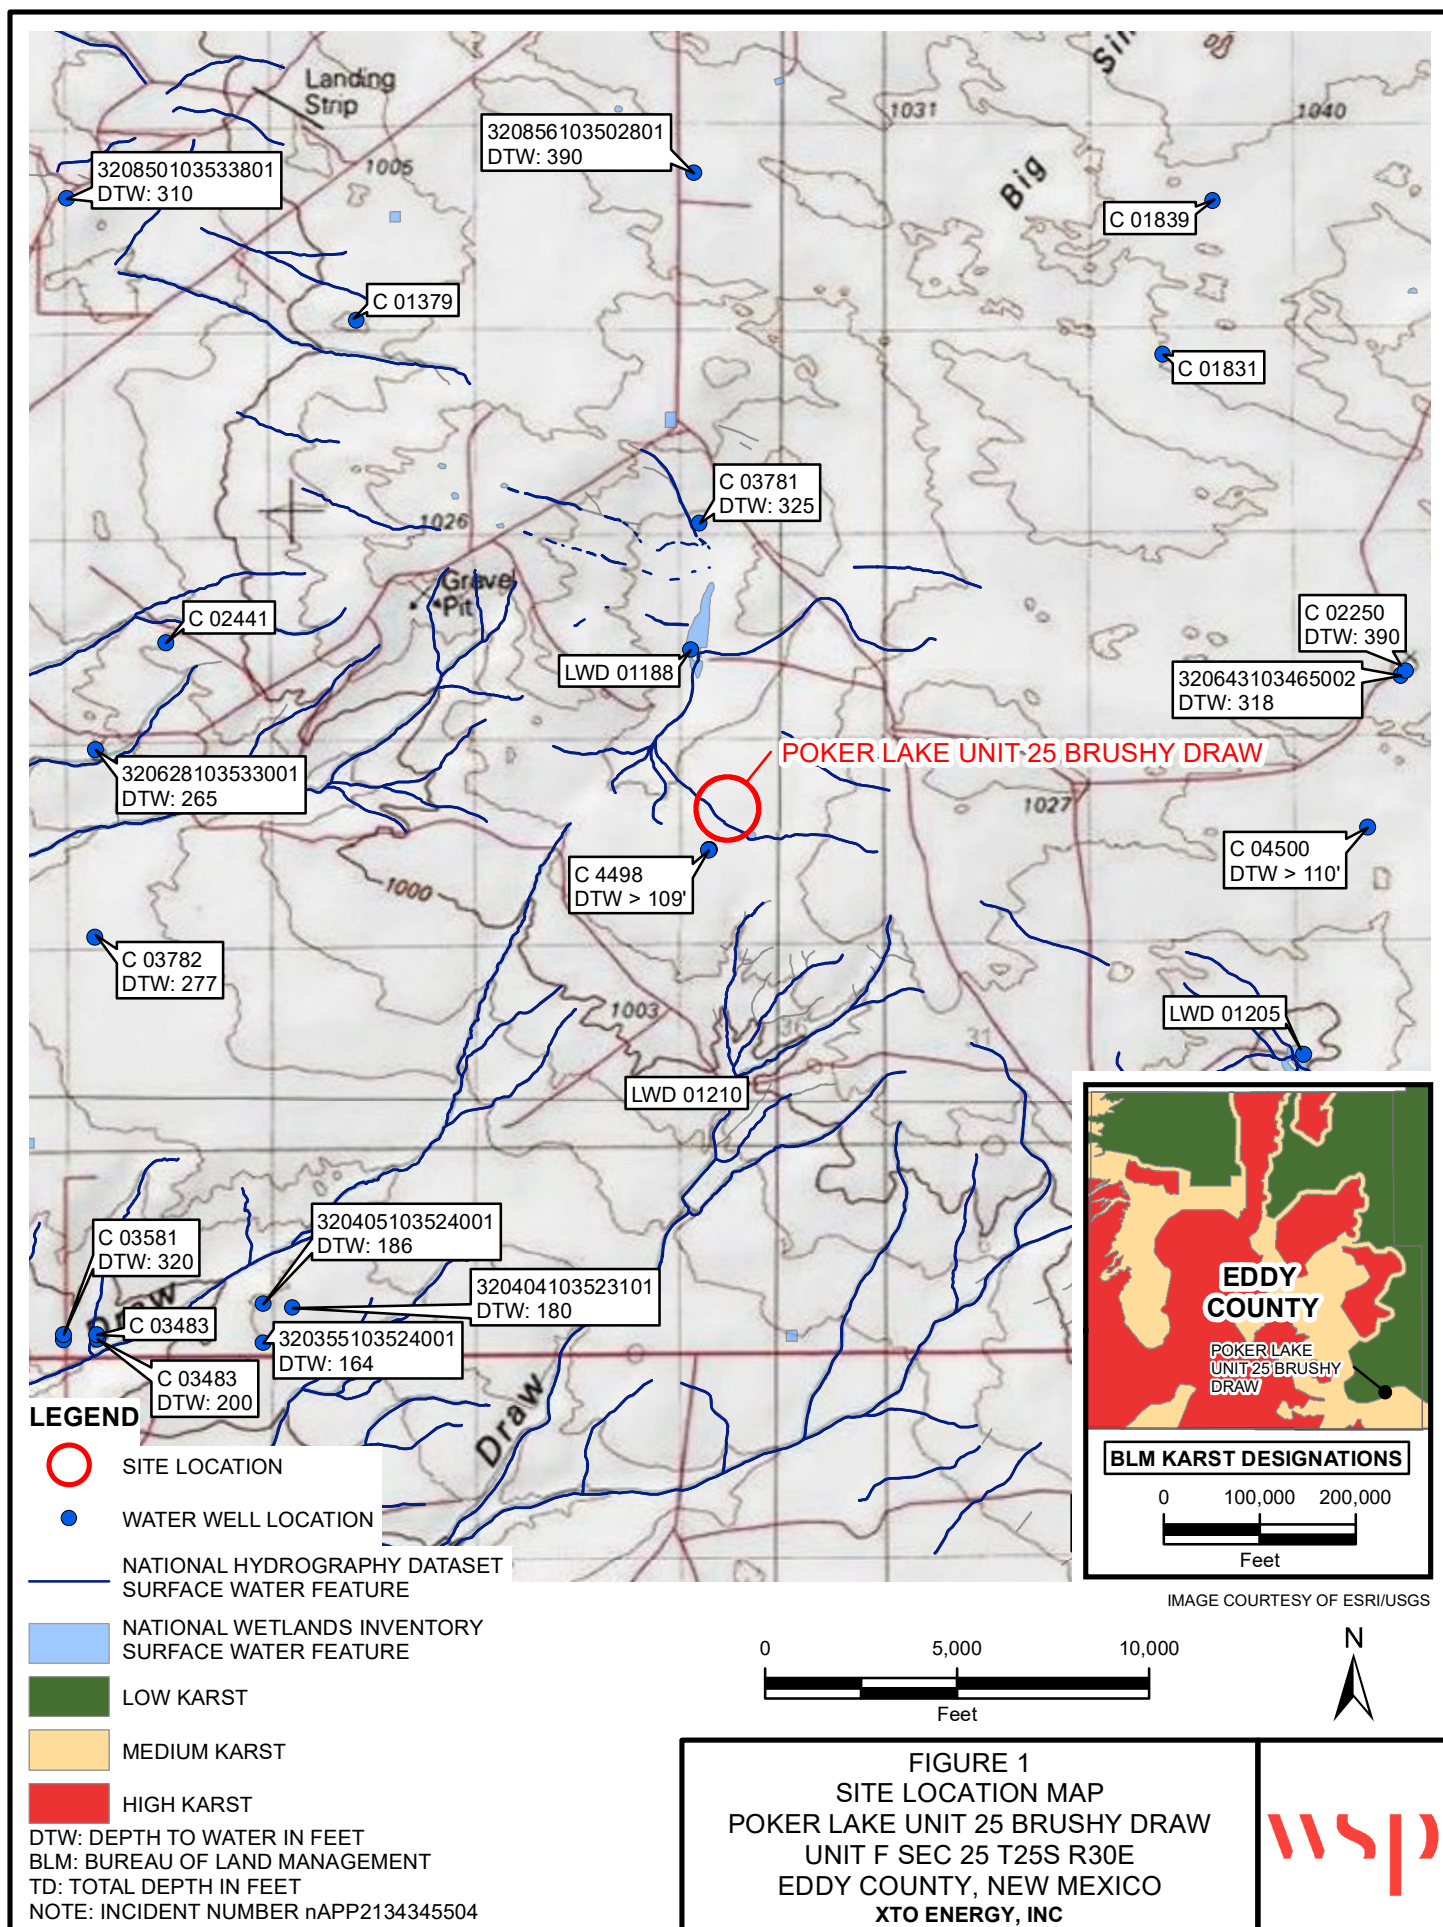 Landing
Strip
1005
320856103502801
DTW: 390
320850103533801
DTW: 310
1031
1040
Big
C 01839
C 01379
C 01831
C 03781
DTW: 325
1026
Gravel
Pit
C 02441
LWD 01188
C 02250
DTW: 390
320643103465002
DTW: 318
POKER LAKE UNIT 25 BRUSHY DRAW
320628103533001
DTW: 265
1027
C 04500
DTW > 110'
C 4498
DTW > 109'
1000
C 03782
DTW: 277
1003
36
31
LWD 01205
LWD 01210
C 03581
DTW: 320
320405103524001
DTW: 186
320404103523101
DTW: 180
Draw
C 03483
320355103524001
DTW: 164
C 03483
DTW: 200
Draw
EDDY
COUNTY
POKER LAKE
UNIT 25 BRUSHY
DRAW
BLM KARST DESIGNATIONS
0 100,000 200,000
Feet
IMAGE COURTESY OF ESRI/USGS
LEGEND
SITE LOCATION
WATER WELL LOCATION
NATIONAL HYDROGRAPHY DATASET
SURFACE WATER FEATURE
NATIONAL WETLANDS INVENTORY
SURFACE WATER FEATURE
LOW KARST
MEDIUM KARST
HIGH KARST
DTW: DEPTH TO WATER IN FEET
BLM: BUREAU OF LAND MANAGEMENT
TD: TOTAL DEPTH IN FEET
NOTE: INCIDENT NUMBER nAPP2134345504
0 5,000 10,000
Feet
N
FIGURE 1
SITE LOCATION MAP
POKER LAKE UNIT 25 BRUSHY DRAW
UNIT F SEC 25 T25S R30E
EDDY COUNTY, NEW MEXICO
XTO ENERGY, INC
wsp